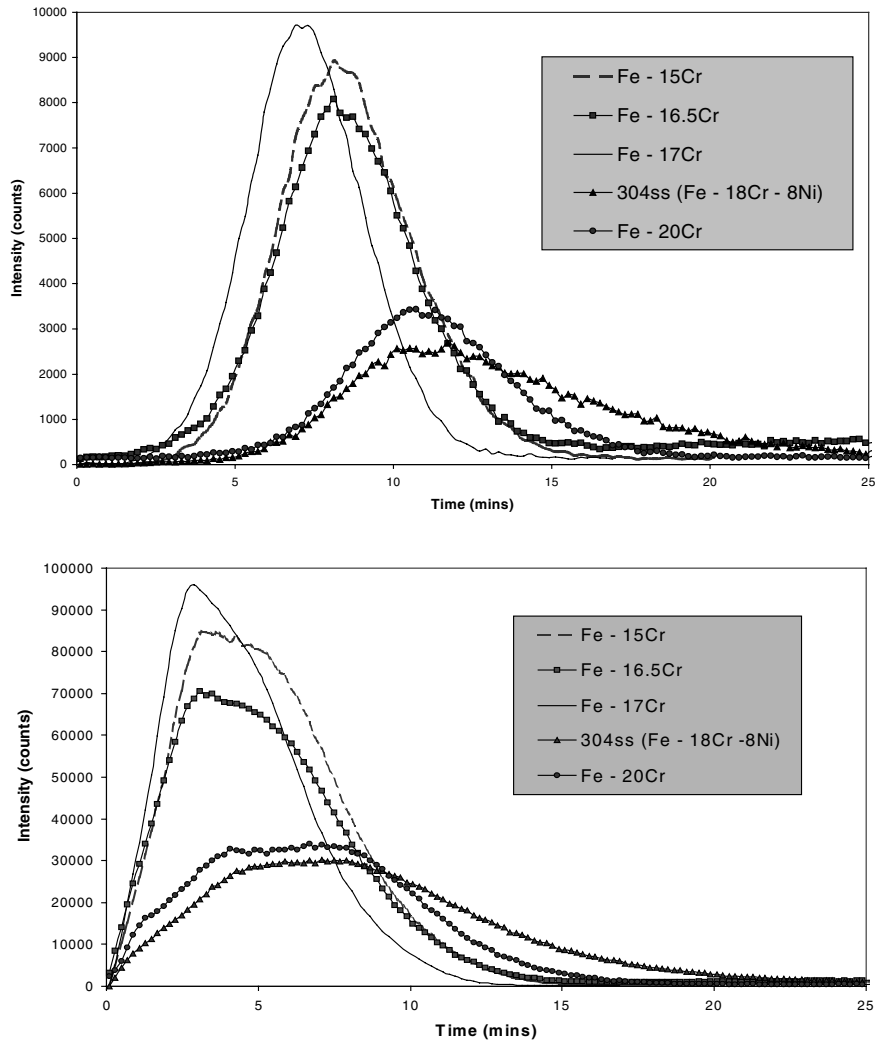 10000
9000
8000
7000
6000
5000
4000
3000
2000
1000
0
Intensity (counts)
0 5 10 15 20 25
Time (mins)
Fe - 15Cr
Fe - 16.5Cr
Fe - 17Cr
304ss (Fe - 18Cr - 8Ni)
Fe - 20Cr
100000
90000
80000
70000
60000
50000
40000
30000
20000
10000
0
Intensity (counts)
0 5 10 15 20 25
Time (mins)
Fe - 15Cr
Fe - 16.5Cr
Fe - 17Cr
304ss (Fe - 18Cr -8Ni)
Fe - 20Cr